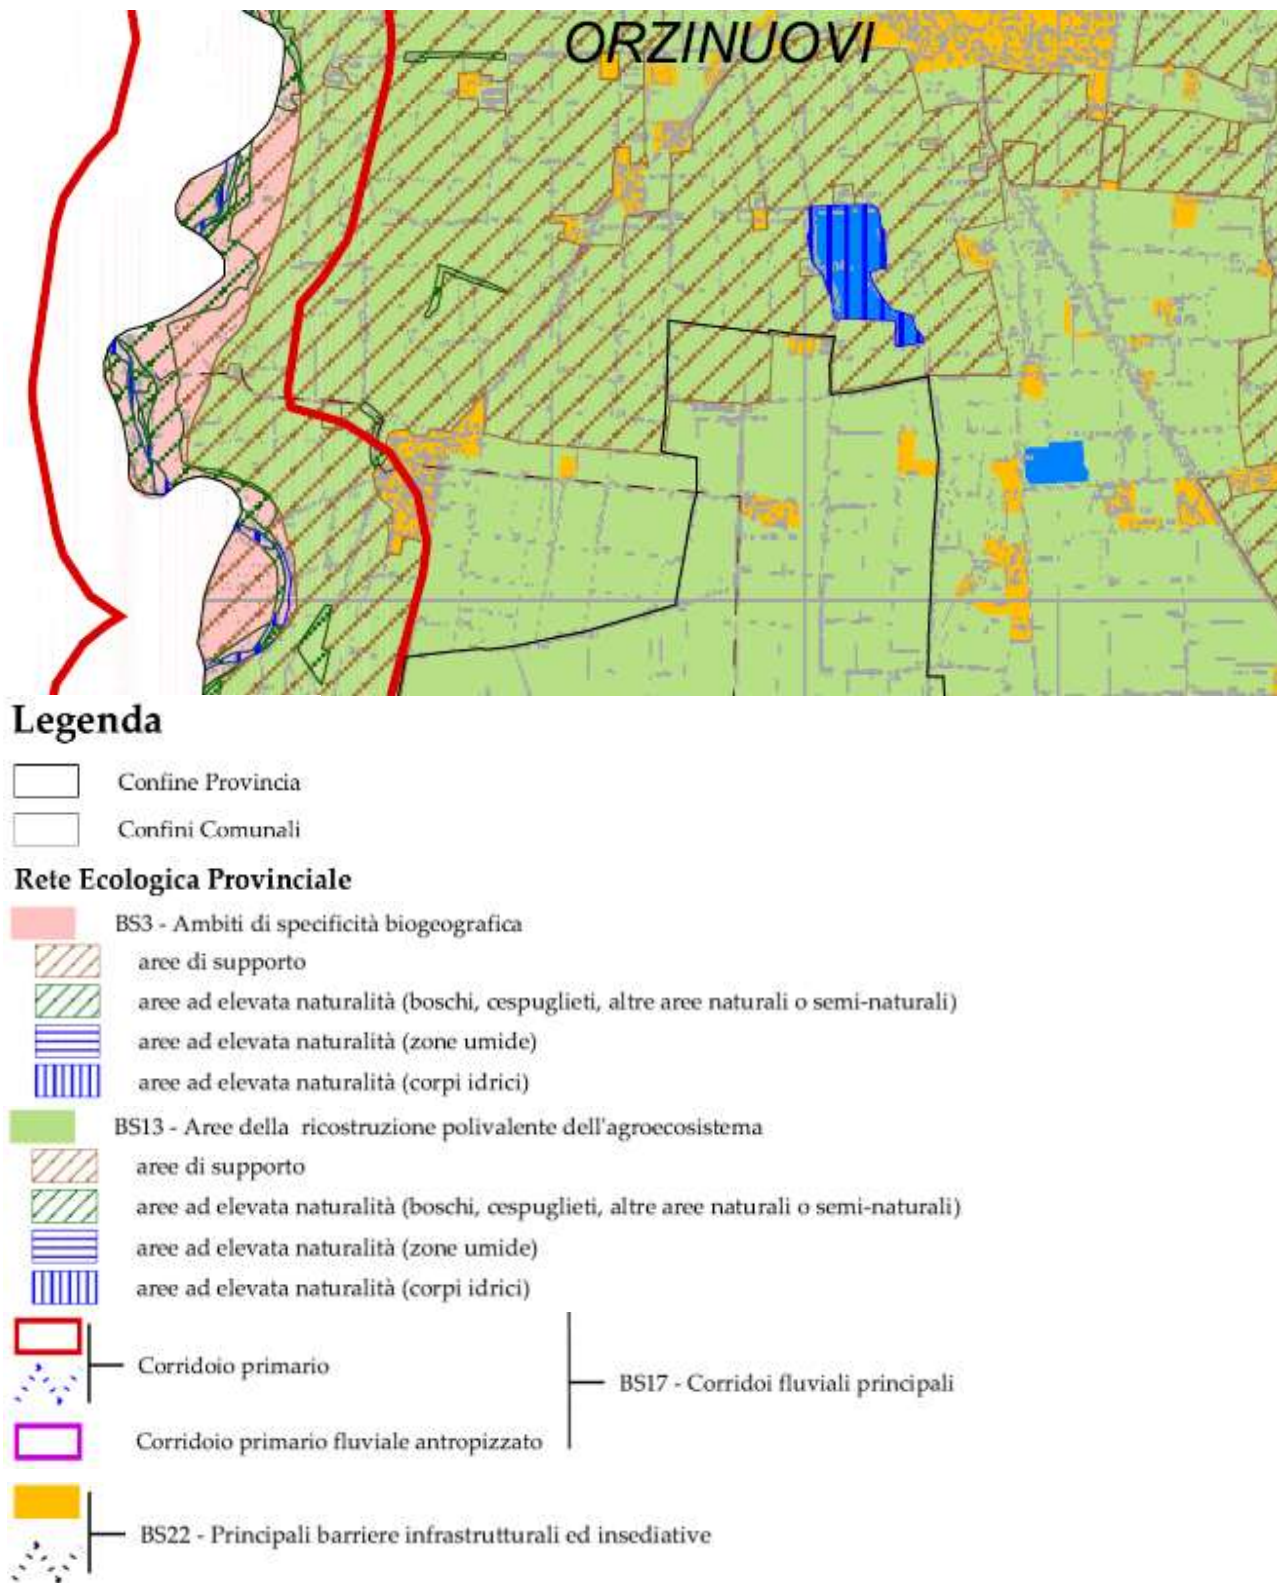 ORZINUOVI
Legenda
Confine Provincia
Confini Comunali
Rete Ecologica Provinciale
BS3 - Ambiti di specificità biogeografica
aree di supporto
aree ad elevata naturalità (boschi, cespuglieti, altre aree naturali o semi-naturali)
aree ad elevata naturalità (zone umide)
aree ad elevata naturalità (corpi idrici)
BS13 - Aree della ricostruzione polivalente dell'agroecosistema
aree di supporto
aree ad elevata naturalità (boschi, cespuglieti, altre aree naturali o semi-naturali)
aree ad elevata naturalità (zone umide)
aree ad elevata naturalità (corpi idrici)
Corridoio primario
BS17 - Corridoi fluviali principali
Corridoio primario fluviale antropizzato
BS22 - Principali barriere infrastrutturali ed insediative